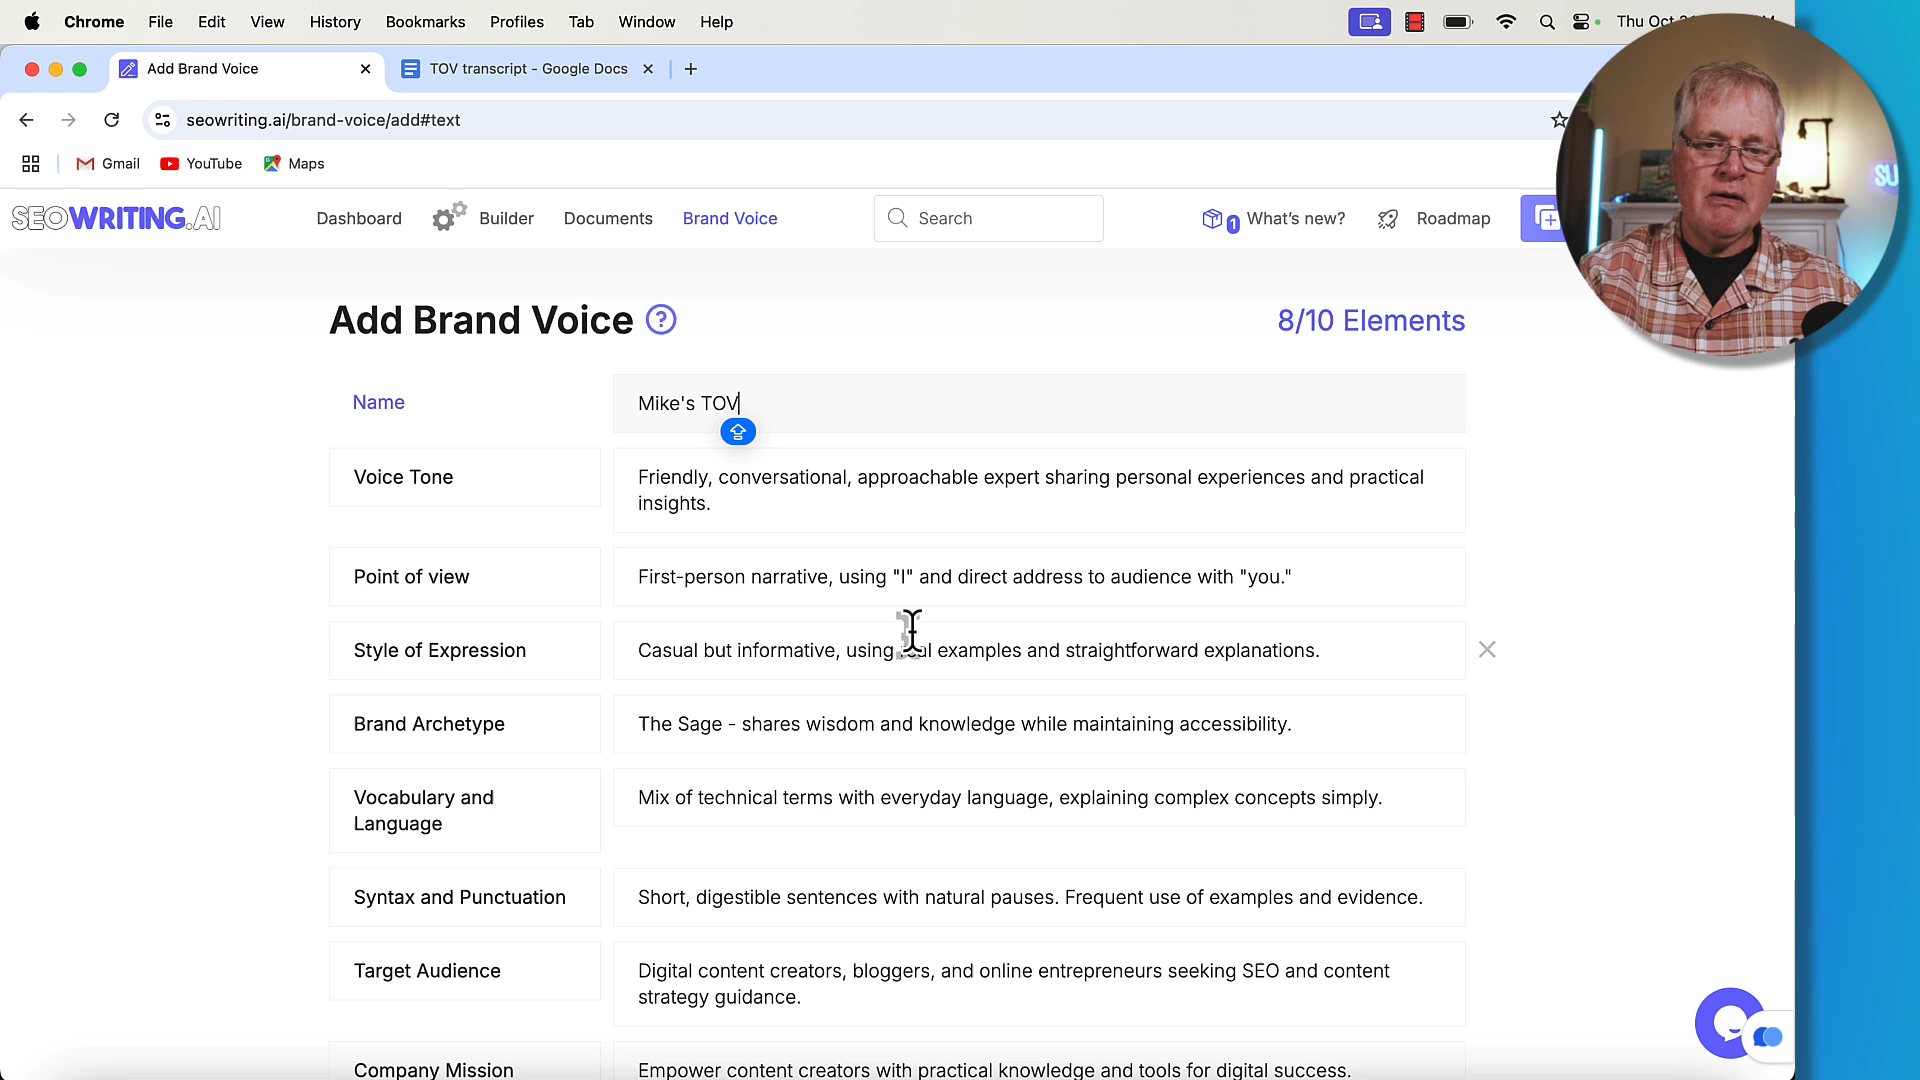 Chrome File Edit View History Bookmarks Profiles Tab Window Help
Thu Oct
Add Brand Voice
TOV transcript - Google Docs
seowriting.ai/brand-voice/add#text
Gmail YouTube Maps
SEOWRITING.AI Dashboard Builder Documents Brand Voice Search 1 What's new? Roadmap
SU
Add Brand Voice ? 8/10 Elements
Name Mike's TOV
Voice Tone Friendly, conversational, approachable expert sharing personal experiences and practical
insights.
Point of view First-person narrative, using "I" and direct address to audience with "you."
Style of Expression Casual but informative, using examples and straightforward explanations.
Brand Archetype The Sage - shares wisdom and knowledge while maintaining accessibility.
Vocabulary and
Language
Mix of technical terms with everyday language, explaining complex concepts simply.
Syntax and Punctuation Short, digestible sentences with natural pauses. Frequent use of examples and evidence.
Target Audience Digital content creators, bloggers, and online entrepreneurs seeking SEO and content
strategy guidance.
Company Mission Empower content creators with practical knowledge and tools for digital success.